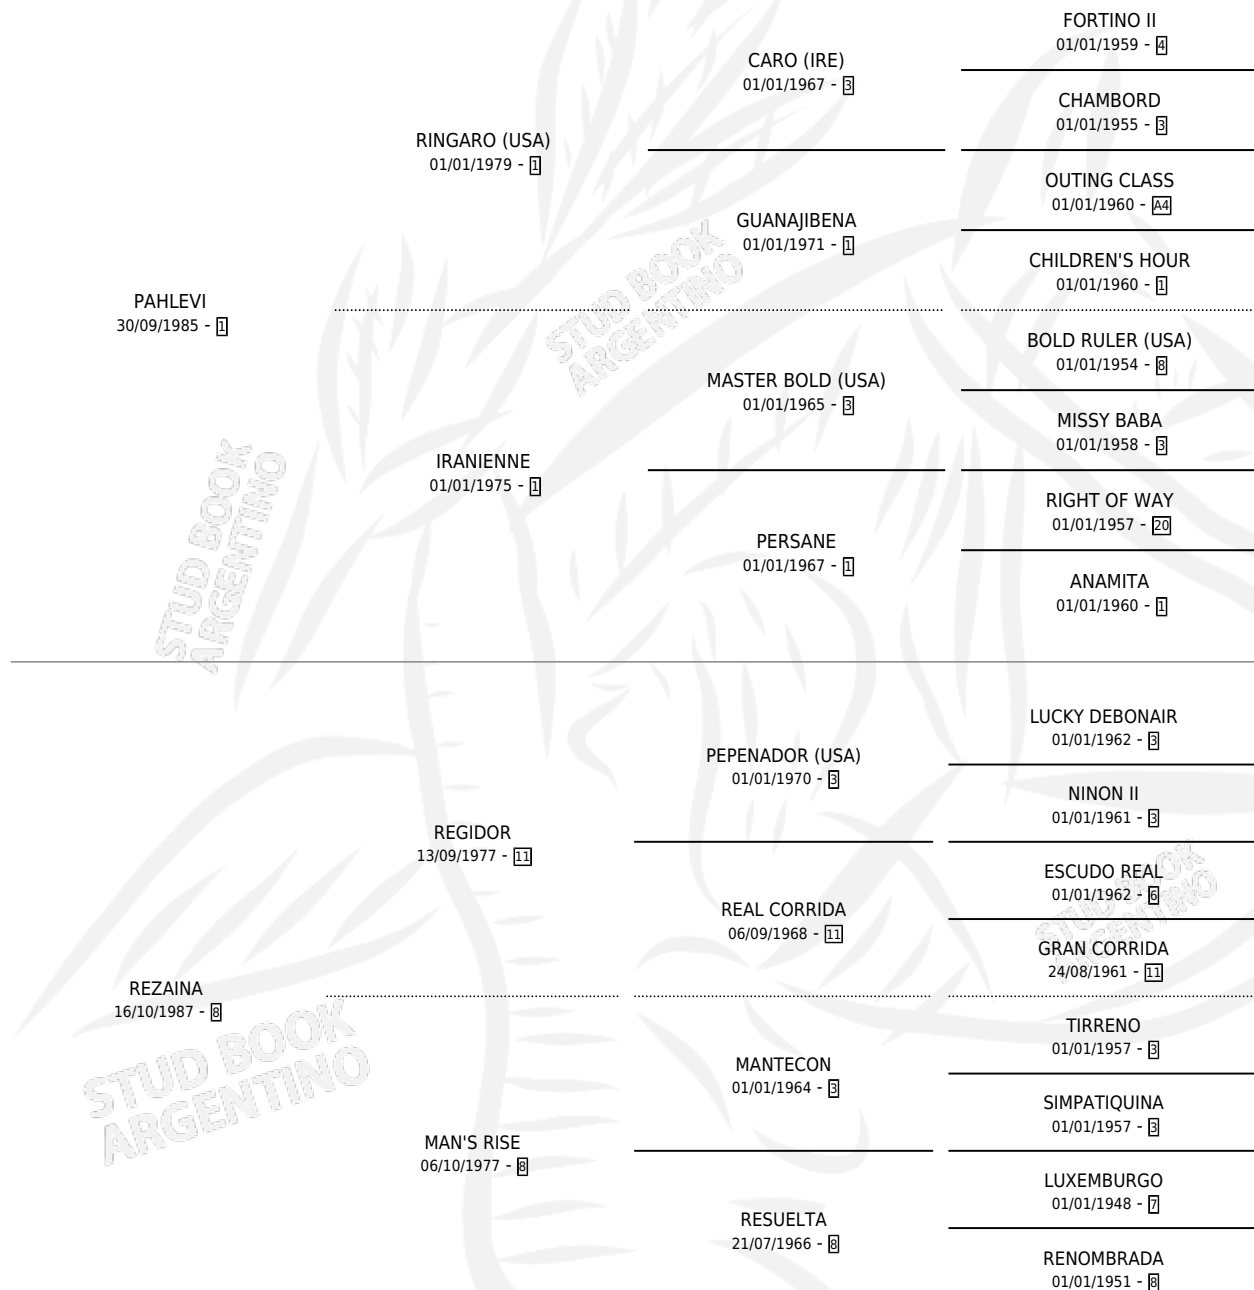 FORTINO II
01/01/1959 - 4
CARO (IRE)
01/01/1967 - 3
CHAMBORD
01/01/1955 - 3
RINGARO (USA)
01/01/1979 - 1
OUTING CLASS
01/01/1960 - A4
GUANAJIBENA
01/01/1971 - 1
CHILDREN'S HOUR
01/01/1960 - 1
STUD BOOK
ARGENTINO
PAHLEVI
30/09/1985 - 1
BOLD RULER (USA)
01/01/1954 - 8
MASTER BOLD (USA)
01/01/1965 - 3
MISSY BABA
01/01/1958 - 3
IRANIENNE
01/01/1975 - 1
RIGHT OF WAY
01/01/1957 - 20
PERSANE
01/01/1967 - 1
ANAMITA
01/01/1960 - 1
STUD BOOK
ARGENTINO
LUCKY DEBONAIR
01/01/1962 - 3
PEPENADOR (USA)
01/01/1970 - 3
NINON II
01/01/1961 - 3
REGIDOR
13/09/1977 - 11
ESCUDO REAL
01/01/1962 - 6
REAL CORRIDA
06/09/1968 - 11
GRAN CORRIDA
24/08/1961 - 11
STUD BOOK
ARGENTINO
REZAINA
16/10/1987 - 8
TIRRENO
01/01/1957 - 3
MANTECON
01/01/1964 - 3
SIMPATIQUINA
01/01/1957 - 3
STUD BOOK
ARGENTINO
MAN'S RISE
06/10/1977 - 8
LUXEMBURGO
01/01/1948 - 7
RESUELTA
21/07/1966 - 8
RENOMBRADA
01/01/1951 - 8